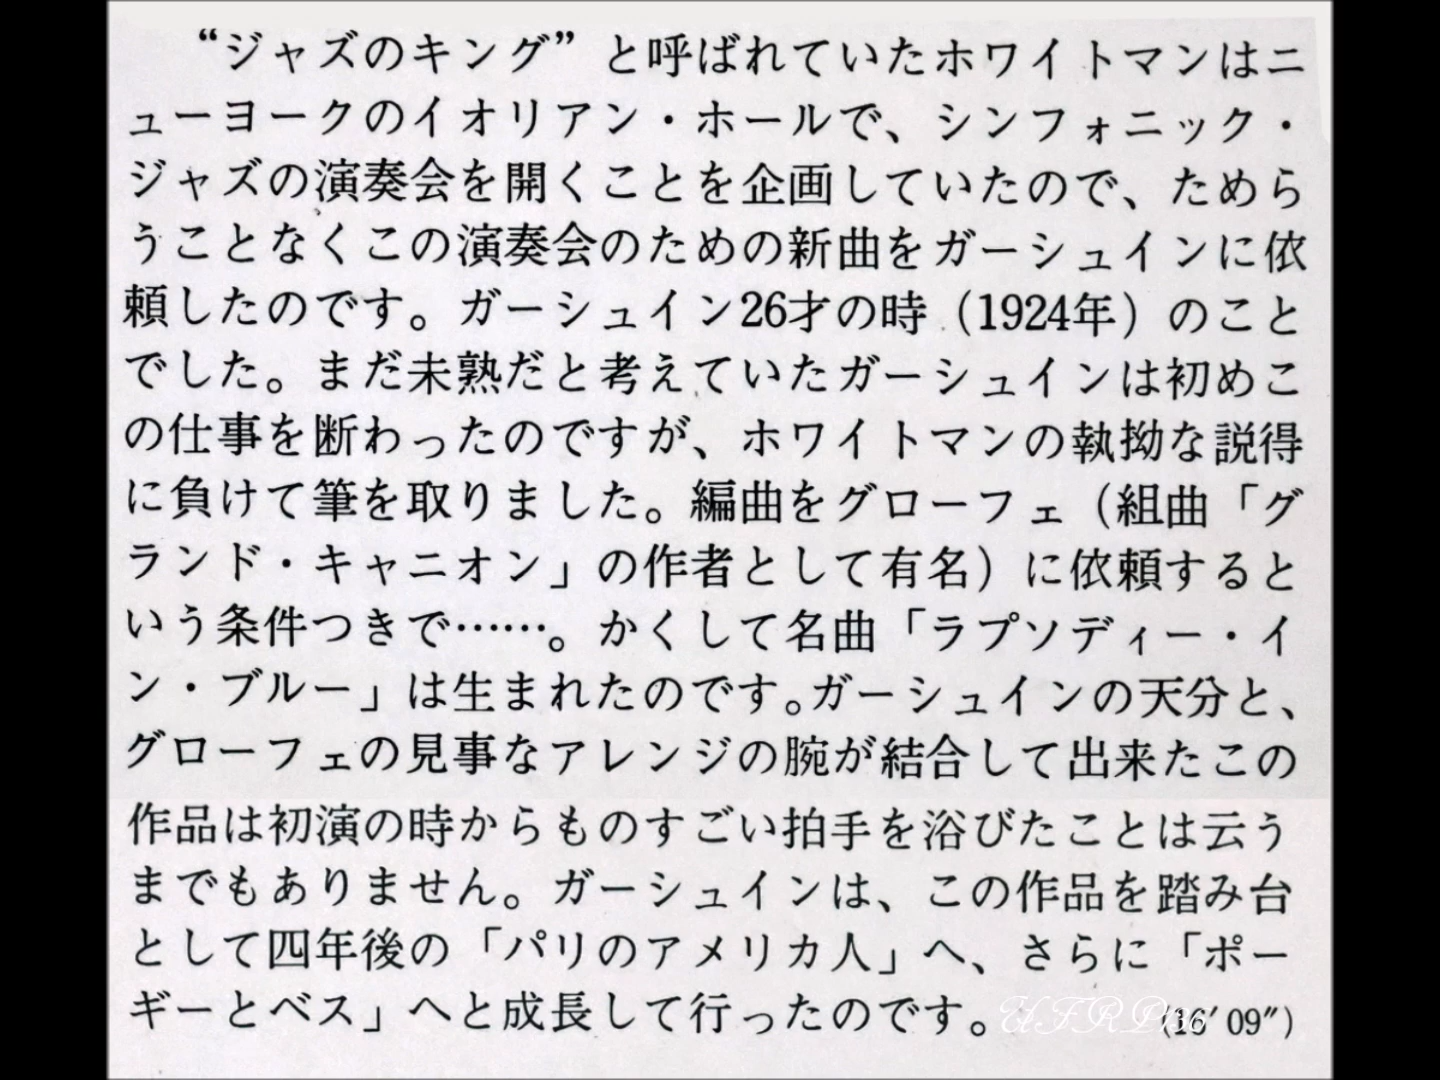 “ジャズのキング”と呼ばれていたホワイトマンはニ
ューヨークのイオリアン・ホールで、シンフォニック・
ジャズの演奏会を開くことを企画していたので、ためら
うことなくこの演奏会のための新曲をガーシュインに依
頼したのです。ガーシュイン26才の時（1924年）のこと
でした。まだ未熟だと考えていたガーシュインは初めこ
の仕事を断わったのですが、ホワイトマンの執拗な説得
に負けて筆を取りました。編曲をグローフェ（組曲「グ
ランド・キャニオン」の作者として有名）に依頼すると
いう条件つきで……。かくして名曲「ラプソディー・イ
ン・ブルー」は生まれたのです。ガーシュインの天分と、
グローフェの見事なアレンジの腕が結合して出来たこの
作品は初演の時からものすごい拍手を浴びたことは云う
までもありません。ガーシュインは、この作品を踏み台
として四年後の「パリのアメリカ人」へ、さらに「ポー
ギーとベス」へと成長して行ったのです。 (16′09″)